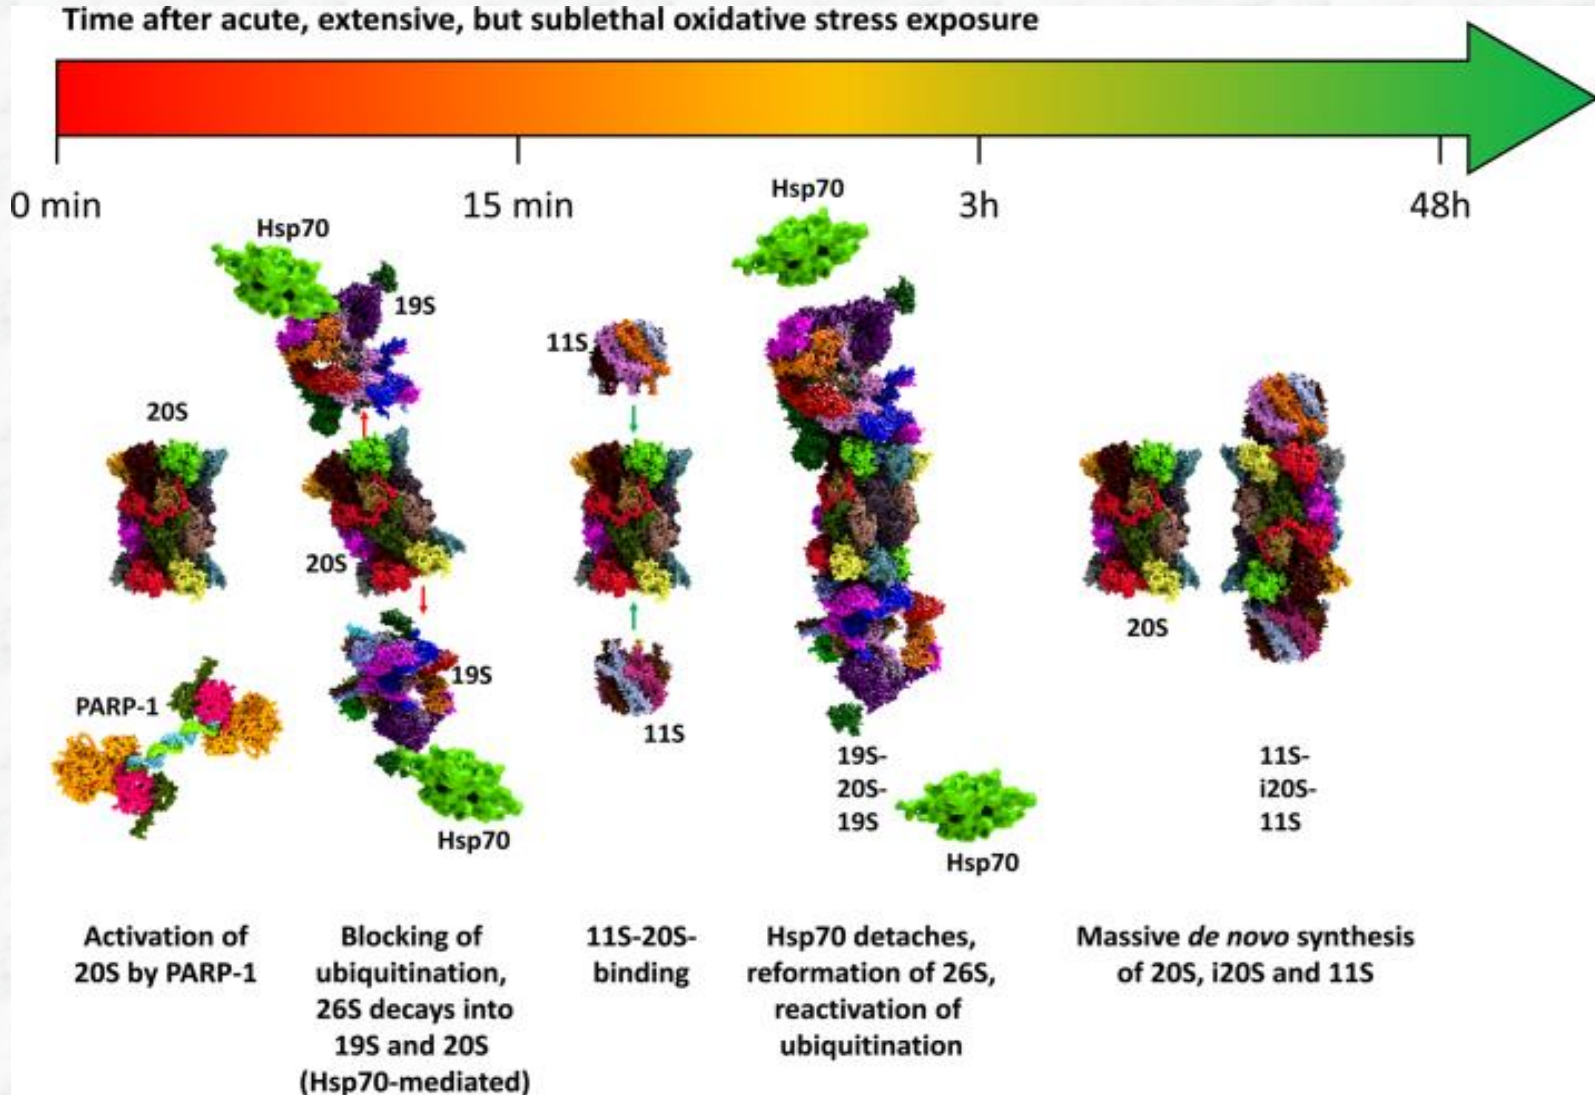 Time after acute, extensive, but sublethal oxidative stress exposure
0 min
15 min
3h
48h
Hsp70
19S
20S
20S
19S
Hsp70
PARP-1
11S
11S
Hsp70
19S-
20S-
19S
Hsp70
20S
11S-
i20S-
11S
Activation of
20S by PARP-1
Blocking of
ubiquitination,
26S decays into
19S and 20S
(Hsp70-mediated)
11S-20S-
binding
Hsp70 detaches,
reformation of 26S,
reactivation of
ubiquitination
Massive de novo synthesis
of 20S, i20S and 11S